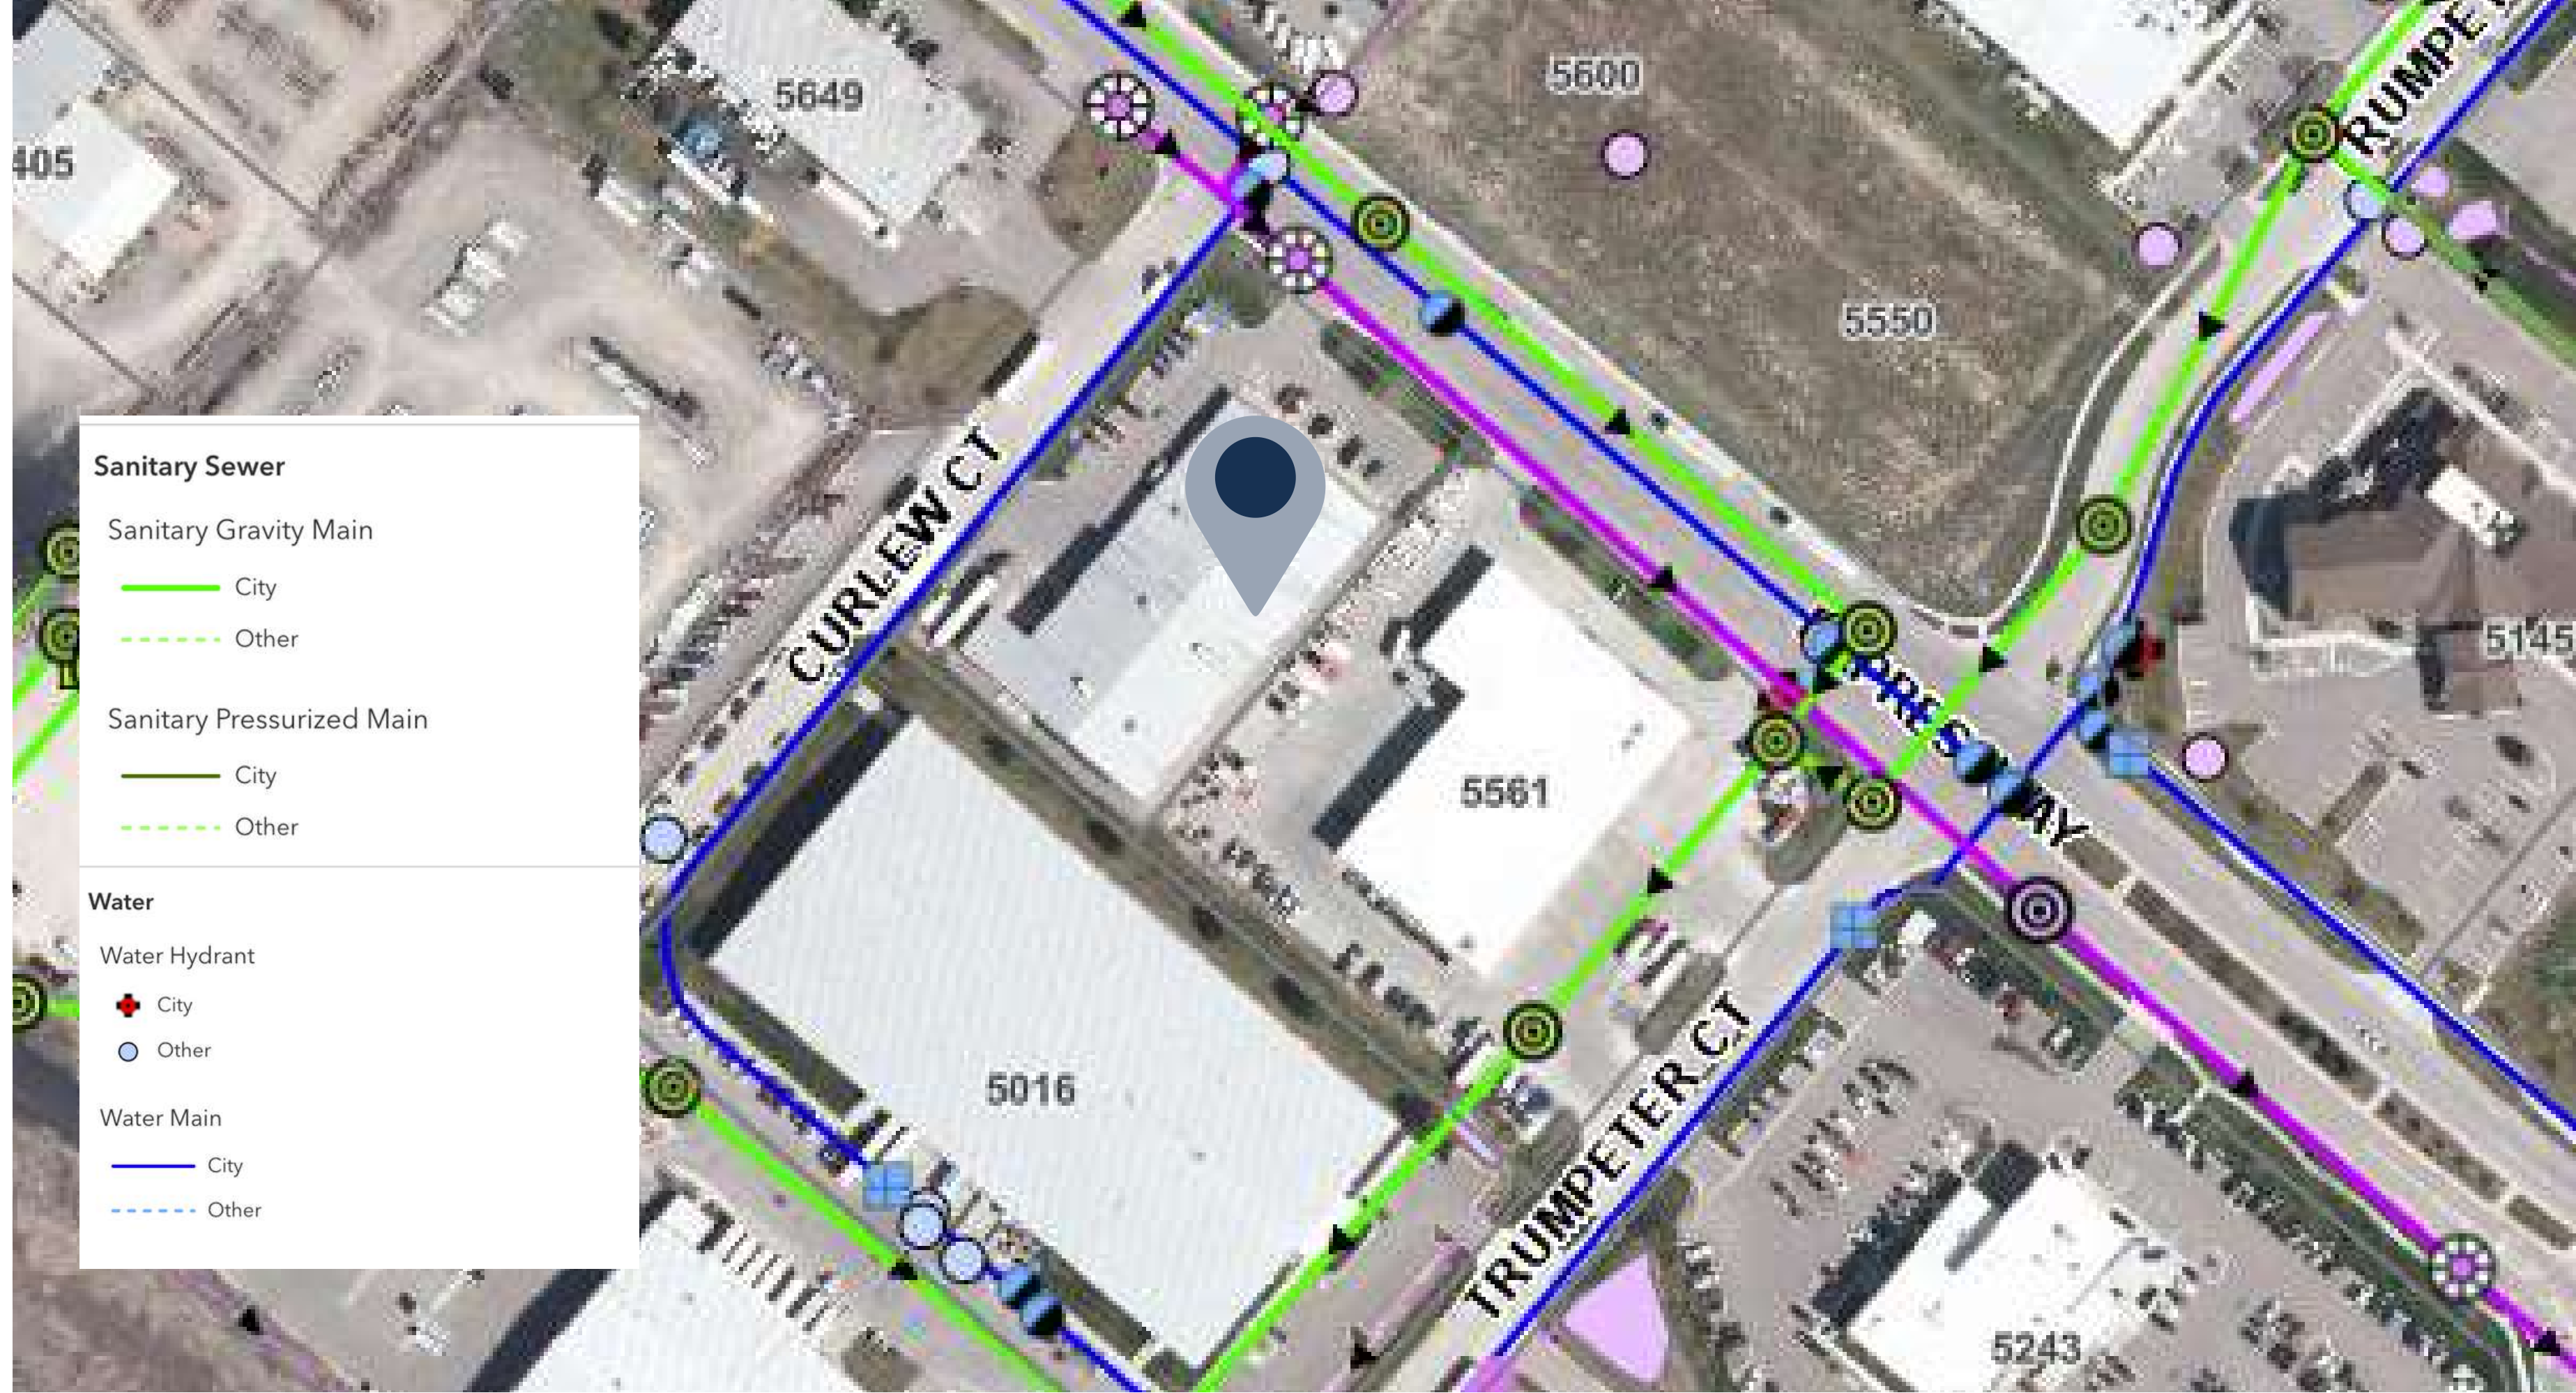 5649
5600
RUMPE
405
5550
Sanitary Sewer
Sanitary Gravity Main
City
Other
Sanitary Pressurized Main
City
Other
Water
Water Hydrant
City
Other
Water Main
City
Other
CURLEW CT
5145
5561
5016
TRUMPETER CT
5243